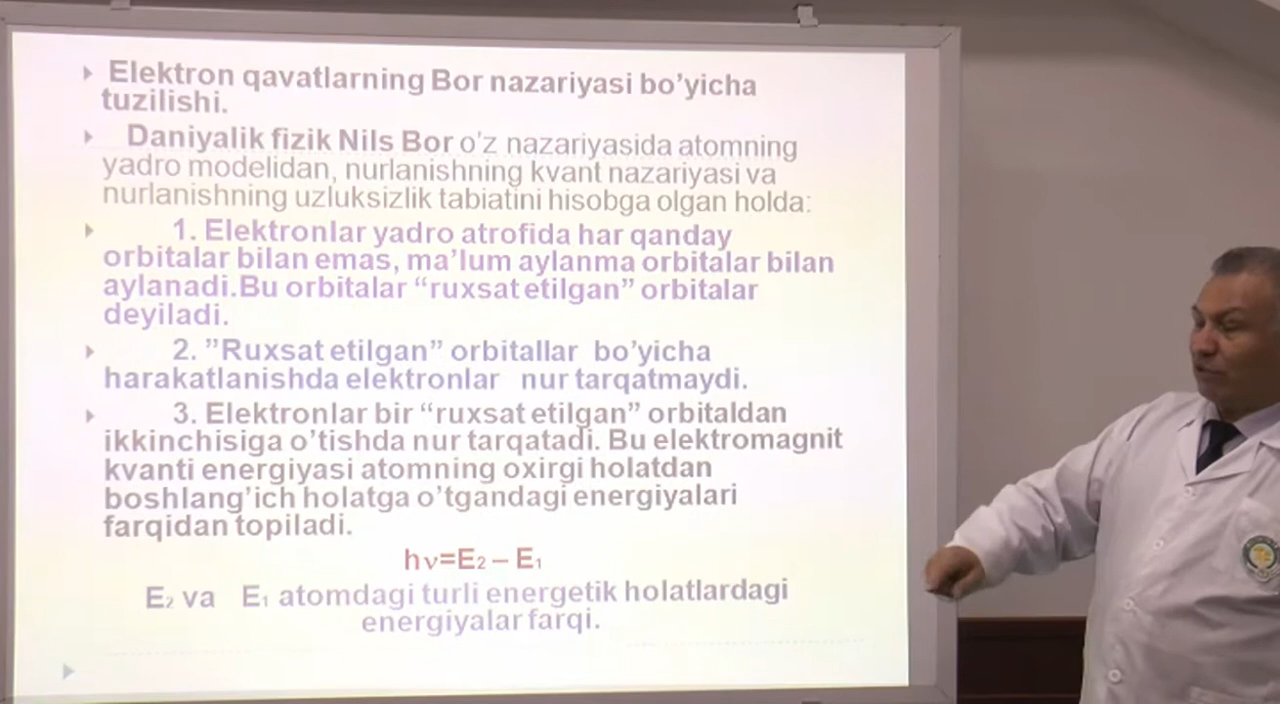 Elektron qavatlarning Bor nazariyasi bo’yicha
tuzilishi.
Daniyalik fizik Nils Bor o'z nazariyasida atomning
yadro modelidan, nurlanishning kvant nazariyasi va
nurlanishning uzluksizlik tabiatini hisobga olgan holda:
1. Elektronlar yadro atrofida har qanday
orbitalar bilan emas, ma’lum aylanma orbitalar bilan
aylanadi.Bu orbitalar “ruxsat etilgan” orbitalar
deyiladi.
2. ”Ruxsat etilgan” orbitallar bo’yicha
harakatlanishda elektronlar nur tarqatmaydi.
3. Elektronlar bir “ruxsat etilgan” orbitaldan
ikkinchisiga o’tishda nur tarqatadi. Bu elektromagnit
kvanti energiyasi atomning oxirgi holatdan
boshlang’ich holatga o’tgandagi energiyalari
farqidan topiladi.
hν=E₂ – E₁
E₂ va E₁ atomdagi turli energetik holatlardagi
energiyalar farqi.